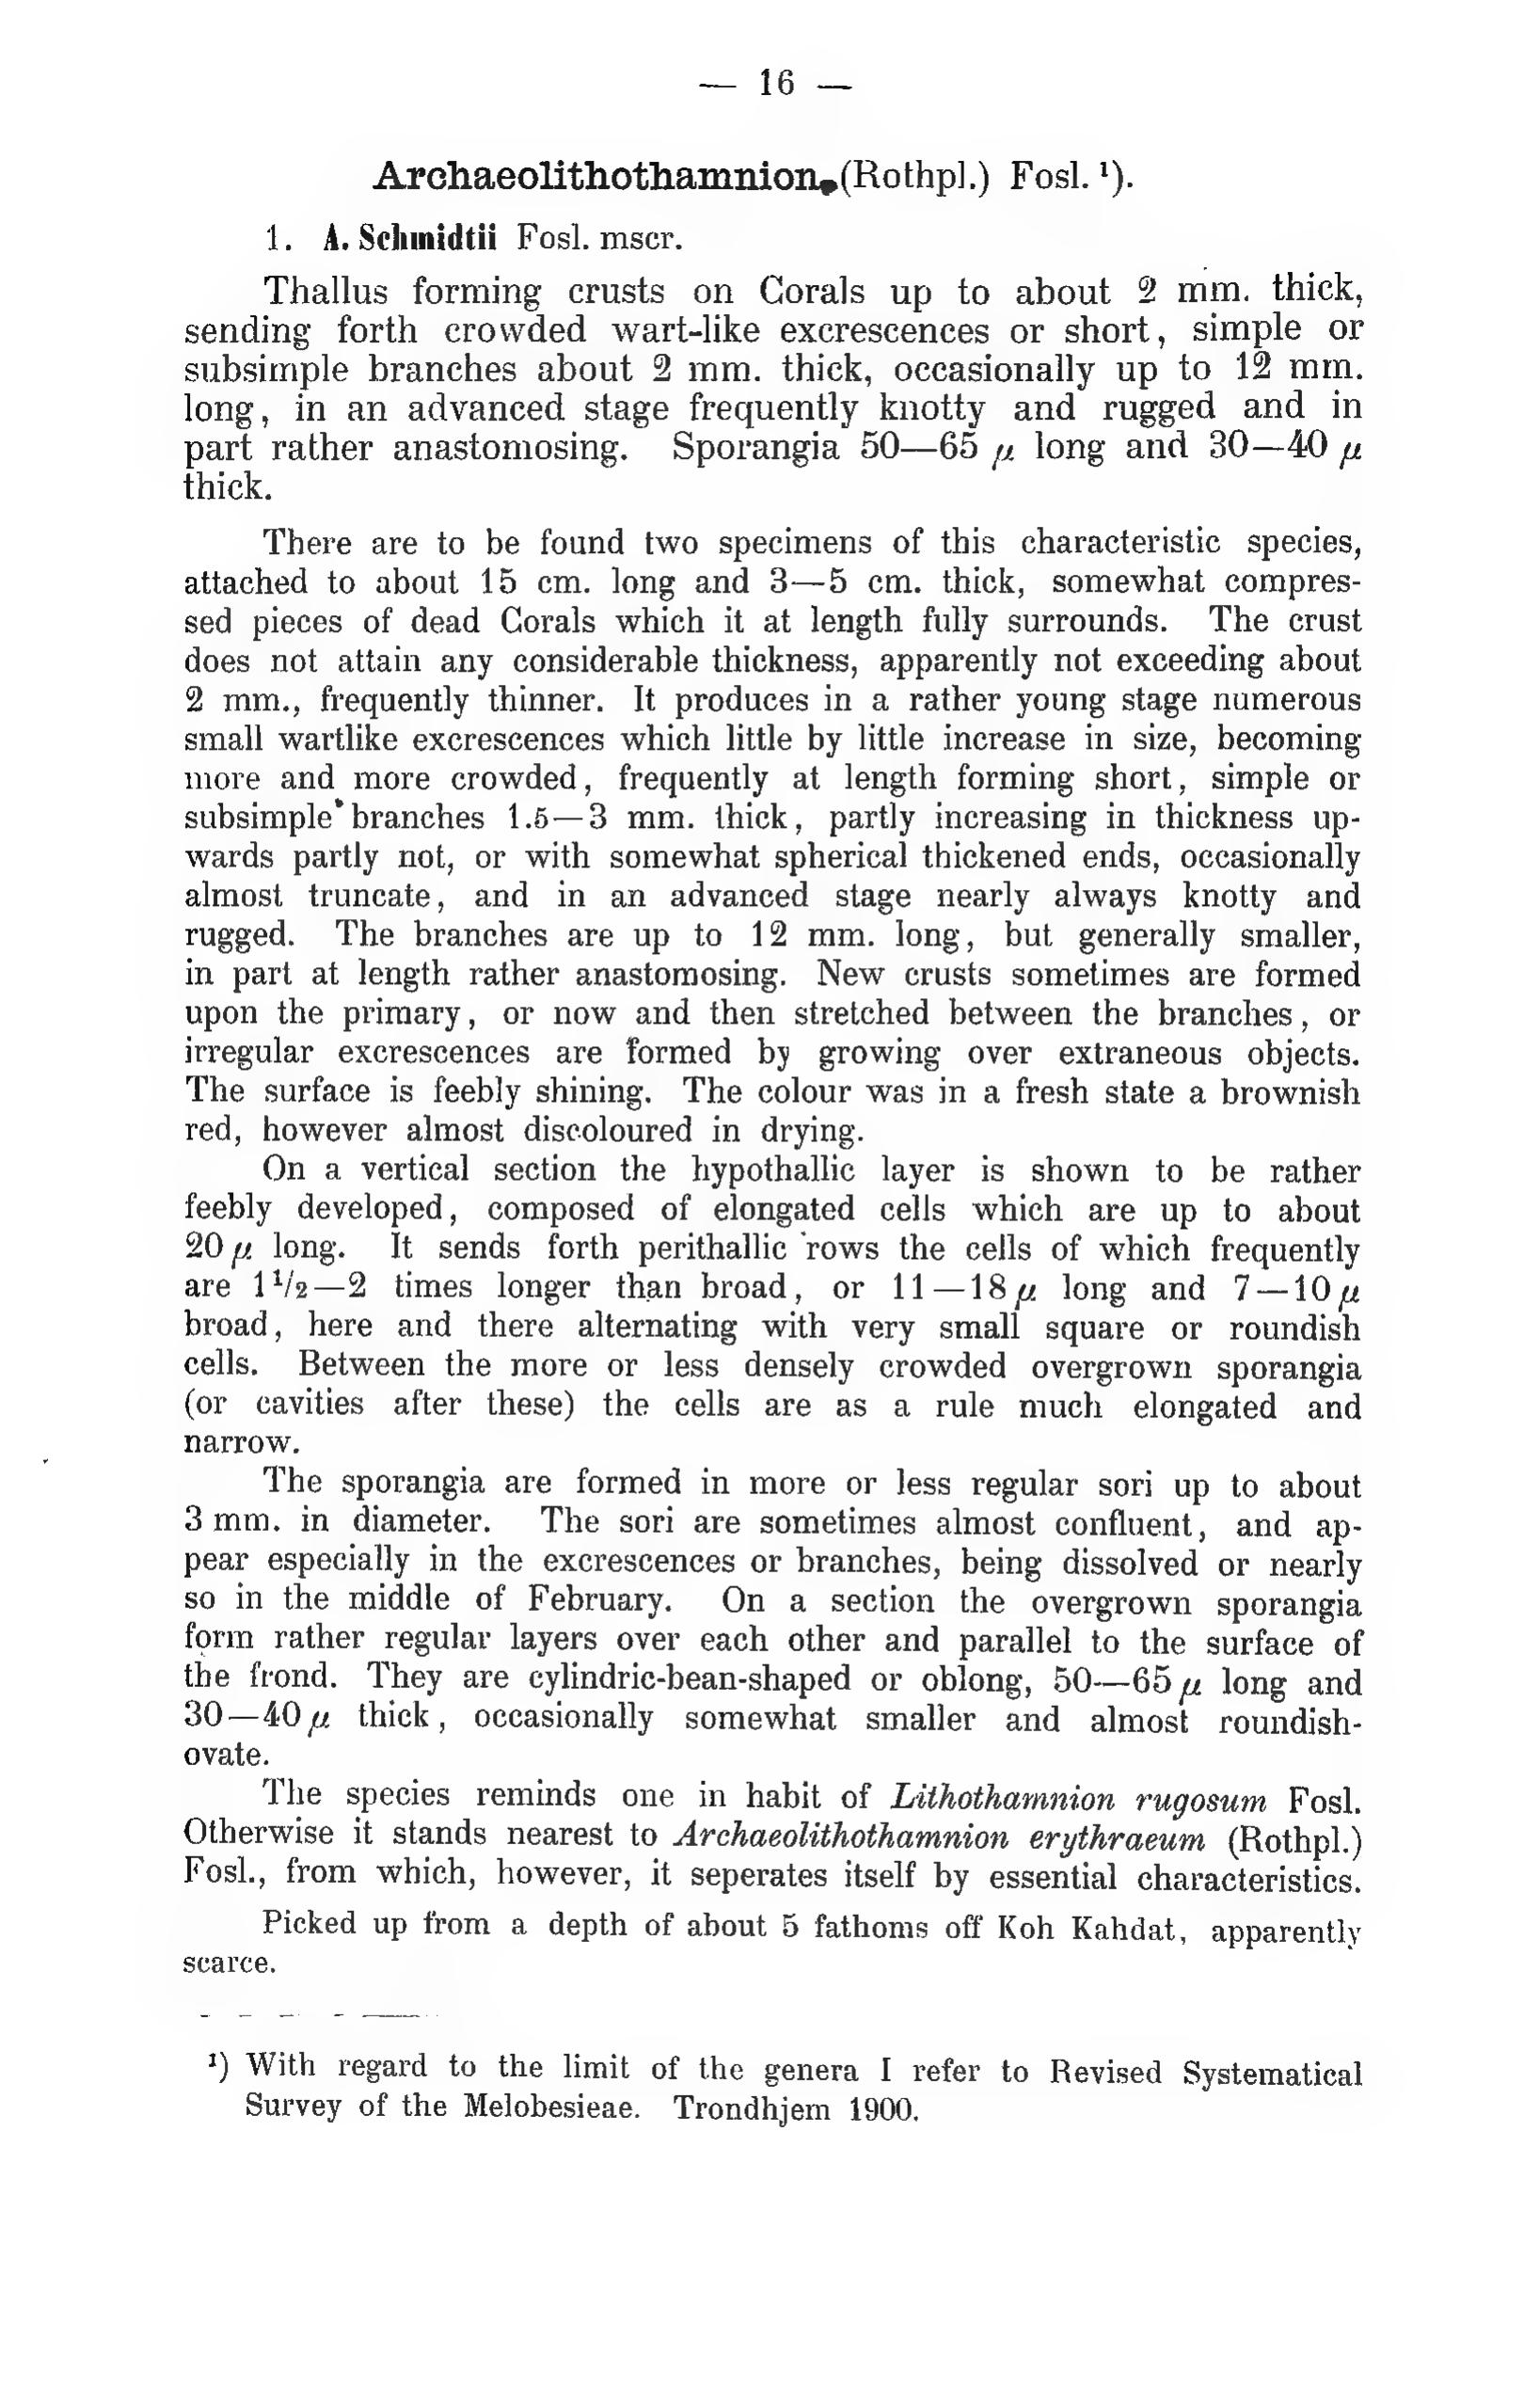 — 16 —
Archaeolithothamnion (Rothpl.) Fosl. ¹).
1. A. Schmidtii Fosl. mscr.
Thallus forming crusts on Corals up to about 2 mm. thick,
sending forth crowded wart-like excrescences or short, simple or
subsimple branches about 2 mm. thick, occasionally up to 12 mm.
long, in an advanced stage frequently knotty and rugged and in
part rather anastomosing. Sporangia 50—65 μ long and 30—40 μ
thick.
There are to be found two specimens of this characteristic species,
attached to about 15 cm. long and 3—5 cm. thick, somewhat compres-
sed pieces of dead Corals which it at length fully surrounds. The crust
does not attain any considerable thickness, apparently not exceeding about
2 mm., frequently thinner. It produces in a rather young stage numerous
small wartlike excrescences which little by little increase in size, becoming
more and more crowded, frequently at length forming short, simple or
subsimple branches 1.5—3 mm. thick, partly increasing in thickness up-
wards partly not, or with somewhat spherical thickened ends, occasionally
almost truncate, and in an advanced stage nearly always knotty and
rugged. The branches are up to 12 mm. long, but generally smaller,
in part at length rather anastomosing. New crusts sometimes are formed
upon the primary, or now and then stretched between the branches, or
irregular excrescences are formed by growing over extraneous objects.
The surface is feebly shining. The colour was in a fresh state a brownish
red, however almost discoloured in drying.
On a vertical section the hypothallic layer is shown to be rather
feebly developed, composed of elongated cells which are up to about
20 μ long. It sends forth perithallic rows the cells of which frequently
are 1½—2 times longer than broad, or 11—18 μ long and 7—10 μ
broad, here and there alternating with very small square or roundish
cells. Between the more or less densely crowded overgrown sporangia
(or cavities after these) the cells are as a rule much elongated and
narrow.
The sporangia are formed in more or less regular sori up to about
3 mm. in diameter. The sori are sometimes almost confluent, and ap-
pear especially in the excrescences or branches, being dissolved or nearly
so in the middle of February. On a section the overgrown sporangia
form rather regular layers over each other and parallel to the surface of
the frond. They are cylindric-bean-shaped or oblong, 50—65 μ long and
30—40 μ thick, occasionally somewhat smaller and almost roundish-
ovate.
The species reminds one in habit of Lithothamnion rugosum Fosl.
Otherwise it stands nearest to Archaeolithothamnion erythraeum (Rothpl.)
Fosl., from which, however, it seperates itself by essential characteristics.
Picked up from a depth of about 5 fathoms off Koh Kahdat, apparently
scarce.
¹) With regard to the limit of the genera I refer to Revised Systematical
Survey of the Melobesieae. Trondhjem 1900.